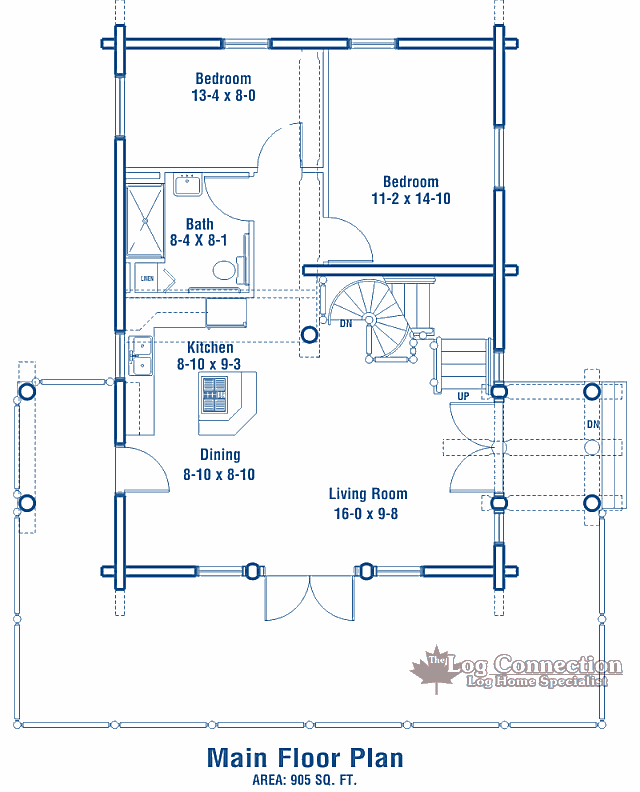 Bedroom
13-4 x 8-0
Bedroom
11-2 x 14-10
Bath
8-4 X 8-1
LINEN
DN
Kitchen
8-10 x 9-3
UP
DN
Dining
8-10 x 8-10
Living Room
16-0 x 9-8
The Log Connection
Log Home Specialist
Main Floor Plan
AREA: 905 SQ. FT.